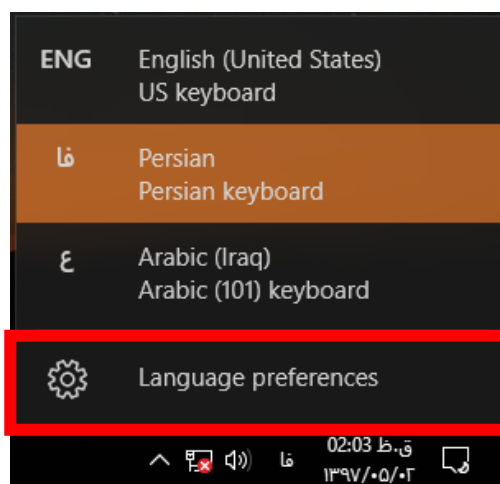 ENG English (United States)
US keyboard
فا Persian
Persian keyboard
ع Arabic (Iraq)
Arabic (101) keyboard
Language preferences
فا 02:03 ق.ظ
۱۳۹۷/۰۵/۰۲